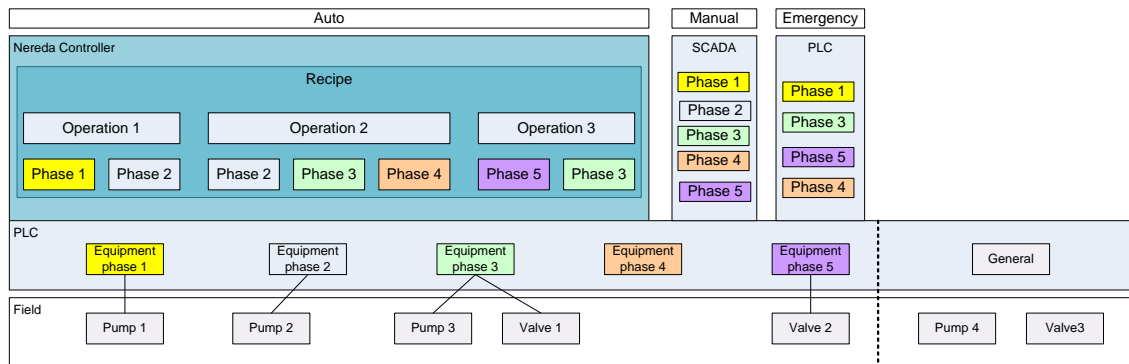 Auto
Manual
Emergency
Nereda Controller
SCADA
PLC
Recipe
Operation 1
Operation 2
Operation 3
Phase 1
Phase 2
Phase 2
Phase 3
Phase 4
Phase 5
Phase 3
Phase 1
Phase 2
Phase 3
Phase 4
Phase 5
Phase 1
Phase 3
Phase 5
Phase 4
PLC
Equipment
phase 1
Equipment
phase 2
Equipment
phase 3
Equipment
phase 4
Equipment
phase 5
General
Field
Pump 1
Pump 2
Pump 3
Valve 1
Valve 2
Pump 4
Valve3